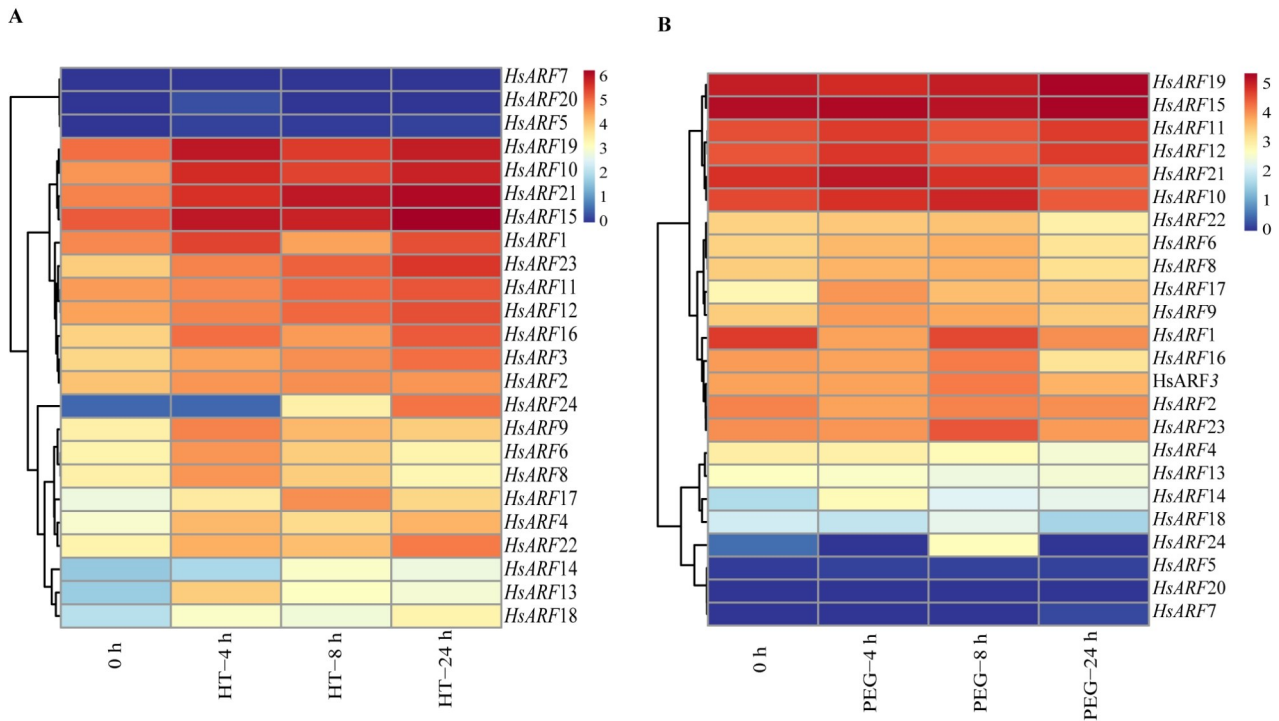 A
HsARF7
HsARF20
HsARF5
HsARF19
HsARF10
HsARF21
HsARF15
HsARF1
HsARF23
HsARF11
HsARF12
HsARF16
HsARF3
HsARF2
HsARF24
HsARF9
HsARF6
HsARF8
HsARF17
HsARF4
HsARF22
HsARF14
HsARF13
HsARF18
6
5
4
3
2
1
0
0 h
HT−4 h
HT−8 h
HT−24 h
B
HsARF19
HsARF15
HsARF11
HsARF12
HsARF21
HsARF10
HsARF22
HsARF6
HsARF8
HsARF17
HsARF9
HsARF1
HsARF16
HsARF3
HsARF2
HsARF23
HsARF4
HsARF13
HsARF14
HsARF18
HsARF24
HsARF5
HsARF20
HsARF7
5
4
3
2
1
0
0 h
PEG−4 h
PEG−8 h
PEG−24 h